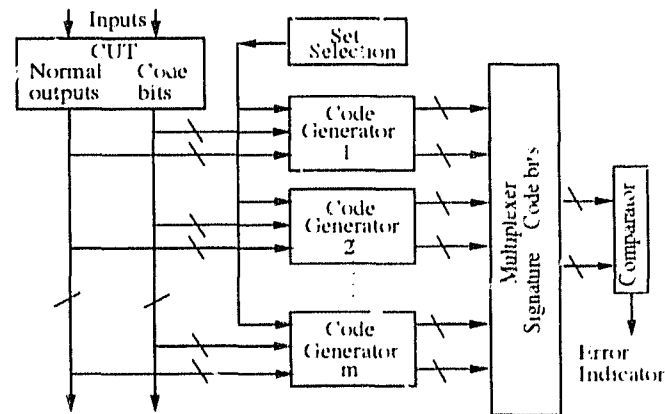 Inputs
CUT
Normal
outputs
Code
bits
Set
Selection
Code
Generator
1
Code
Generator
2
Code
Generator
m
Multiplexer
Signature Code bits
Comparator
Error
Indicator